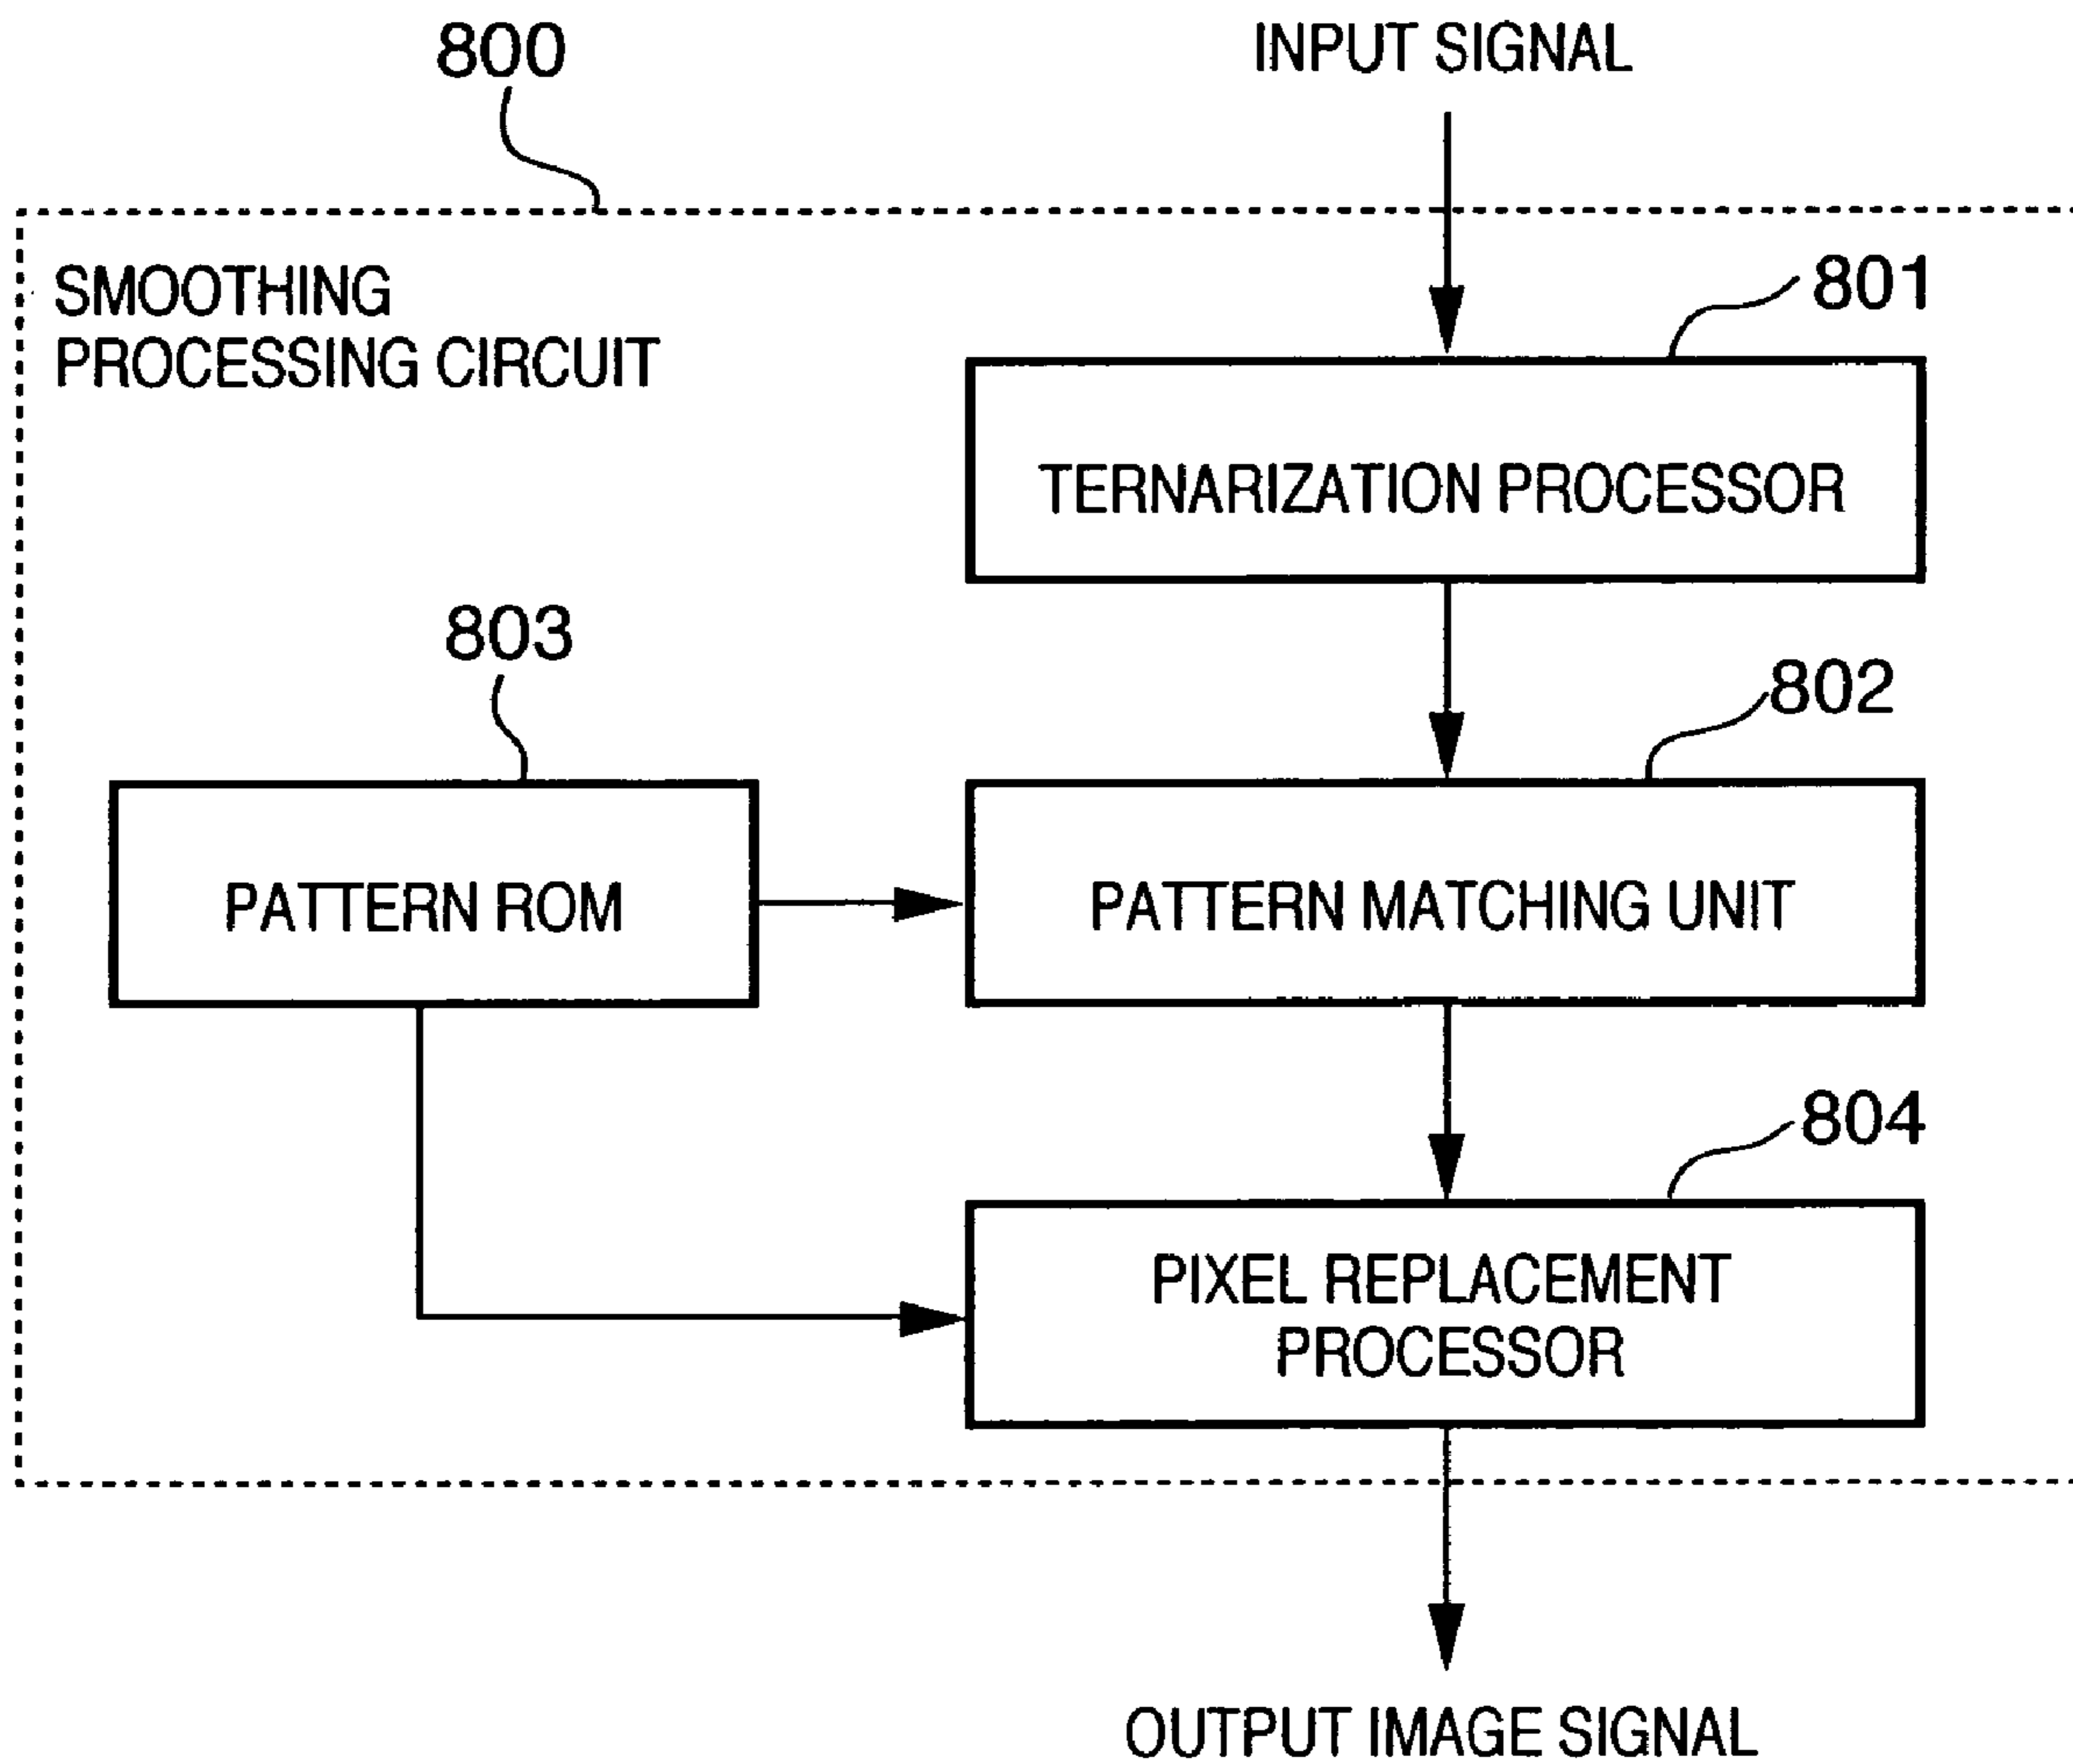 800
INPUT SIGNAL
SMOOTHING
PROCESSING CIRCUIT
801
TERNARIZATION PROCESSOR
803
802
PATTERN ROM
PATTERN MATCHING UNIT
804
PIXEL REPLACEMENT
PROCESSOR
OUTPUT IMAGE SIGNAL